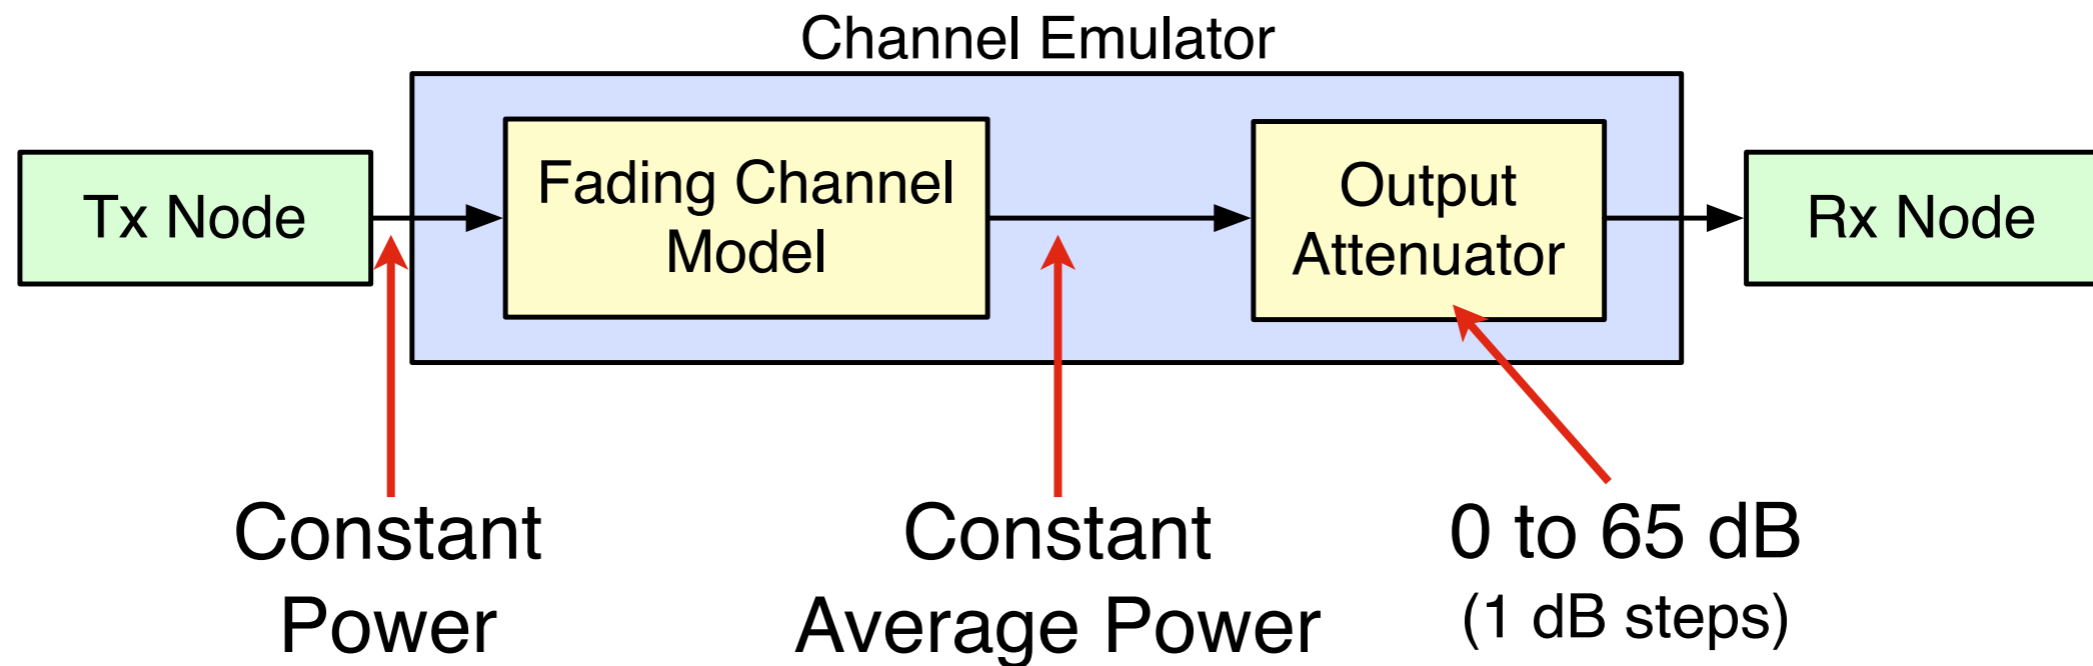 Channel Emulator
Tx Node
Fading Channel
Model
Output
Attenuator
Rx Node
Constant
Power
Constant
Average Power
0 to 65 dB
(1 dB steps)